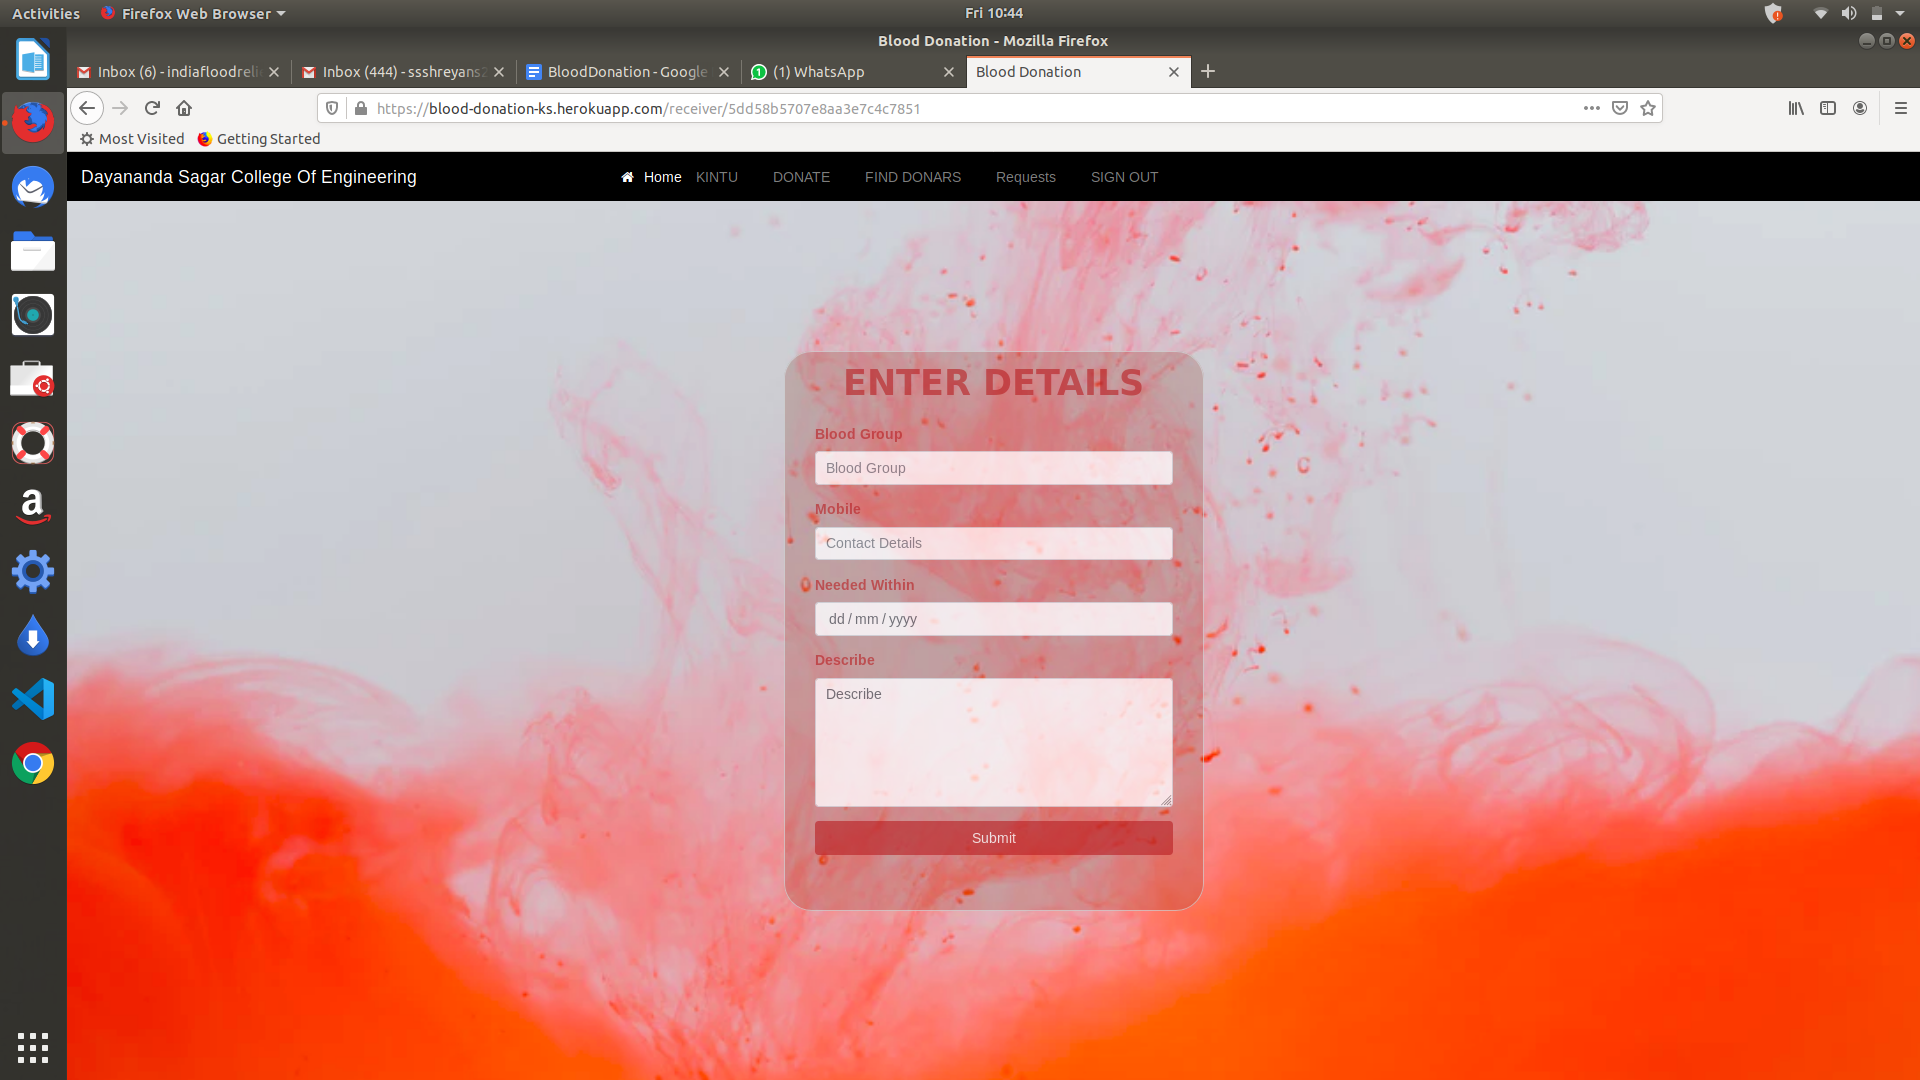 Activities Firefox Web Browser Fri 10:44
Blood Donation - Mozilla Firefox
Inbox (6) - indiafloodreli Inbox (444) - ssshreyans2 BloodDonation - Google (1) WhatsApp Blood Donation
https://blood-donation-ks.herokuapp.com/receiver/5dd58b5707e8aa3e7c4c7851
Most Visited Getting Started
Dayananda Sagar College Of Engineering Home KINTU DONATE FIND DONARS Requests SIGN OUT
ENTER DETAILS
Blood Group
Blood Group
Mobile
Contact Details
Needed Within
dd / mm / yyyy
Describe
Describe
Submit